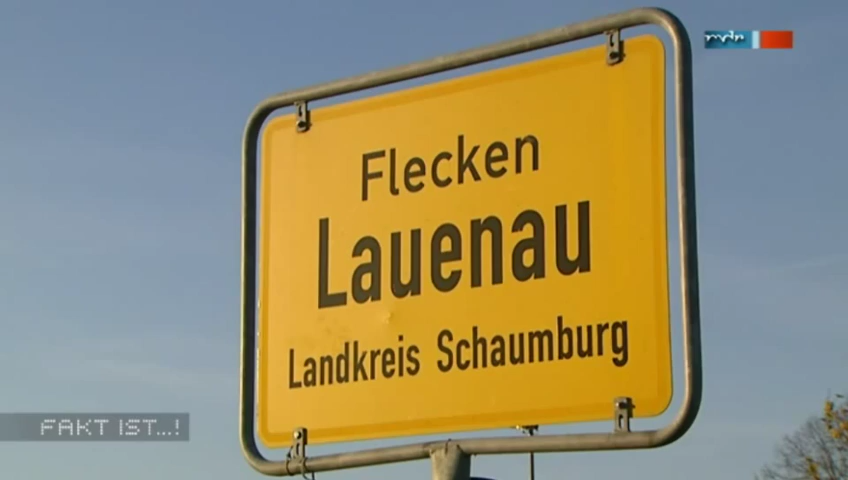 mdr
Flecken
Lauenau
Landkreis Schaumburg
FAKT IST...!